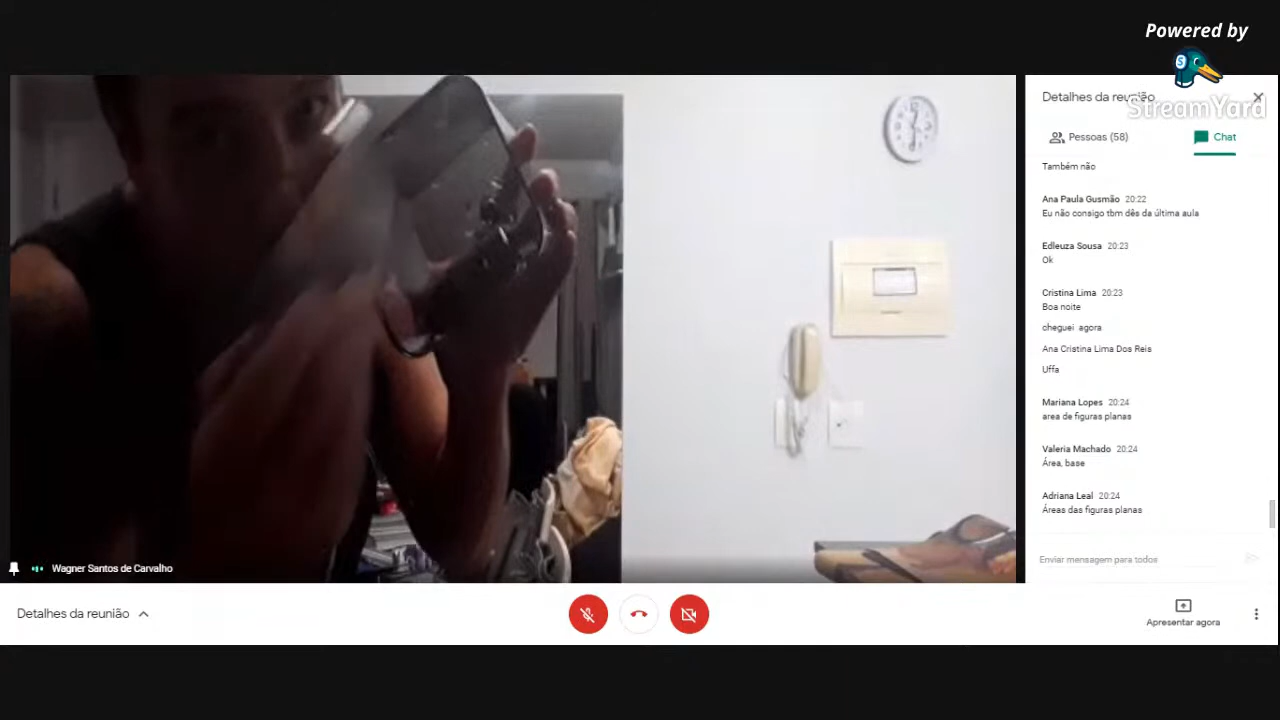 Powered by
StreamYard
Detalhes da reunião
Pessoas (58)
Chat
Também não
Ana Paula Gusmão 20:22
Eu não consigo tbm dês da última aula
Edleuza Sousa 20:23
Ok
Cristina Lima 20:23
Boa noite
cheguei agora
Ana Cristina Lima Dos Reis
Uffa
Mariana Lopes 20:24
area de figuras planas
Valeria Machado 20:24
Área, base
Adriana Leal 20:24
Áreas das figuras planas
Enviar mensagem para todos
Wagner Santos de Carvalho
Detalhes da reunião
Apresentar agora